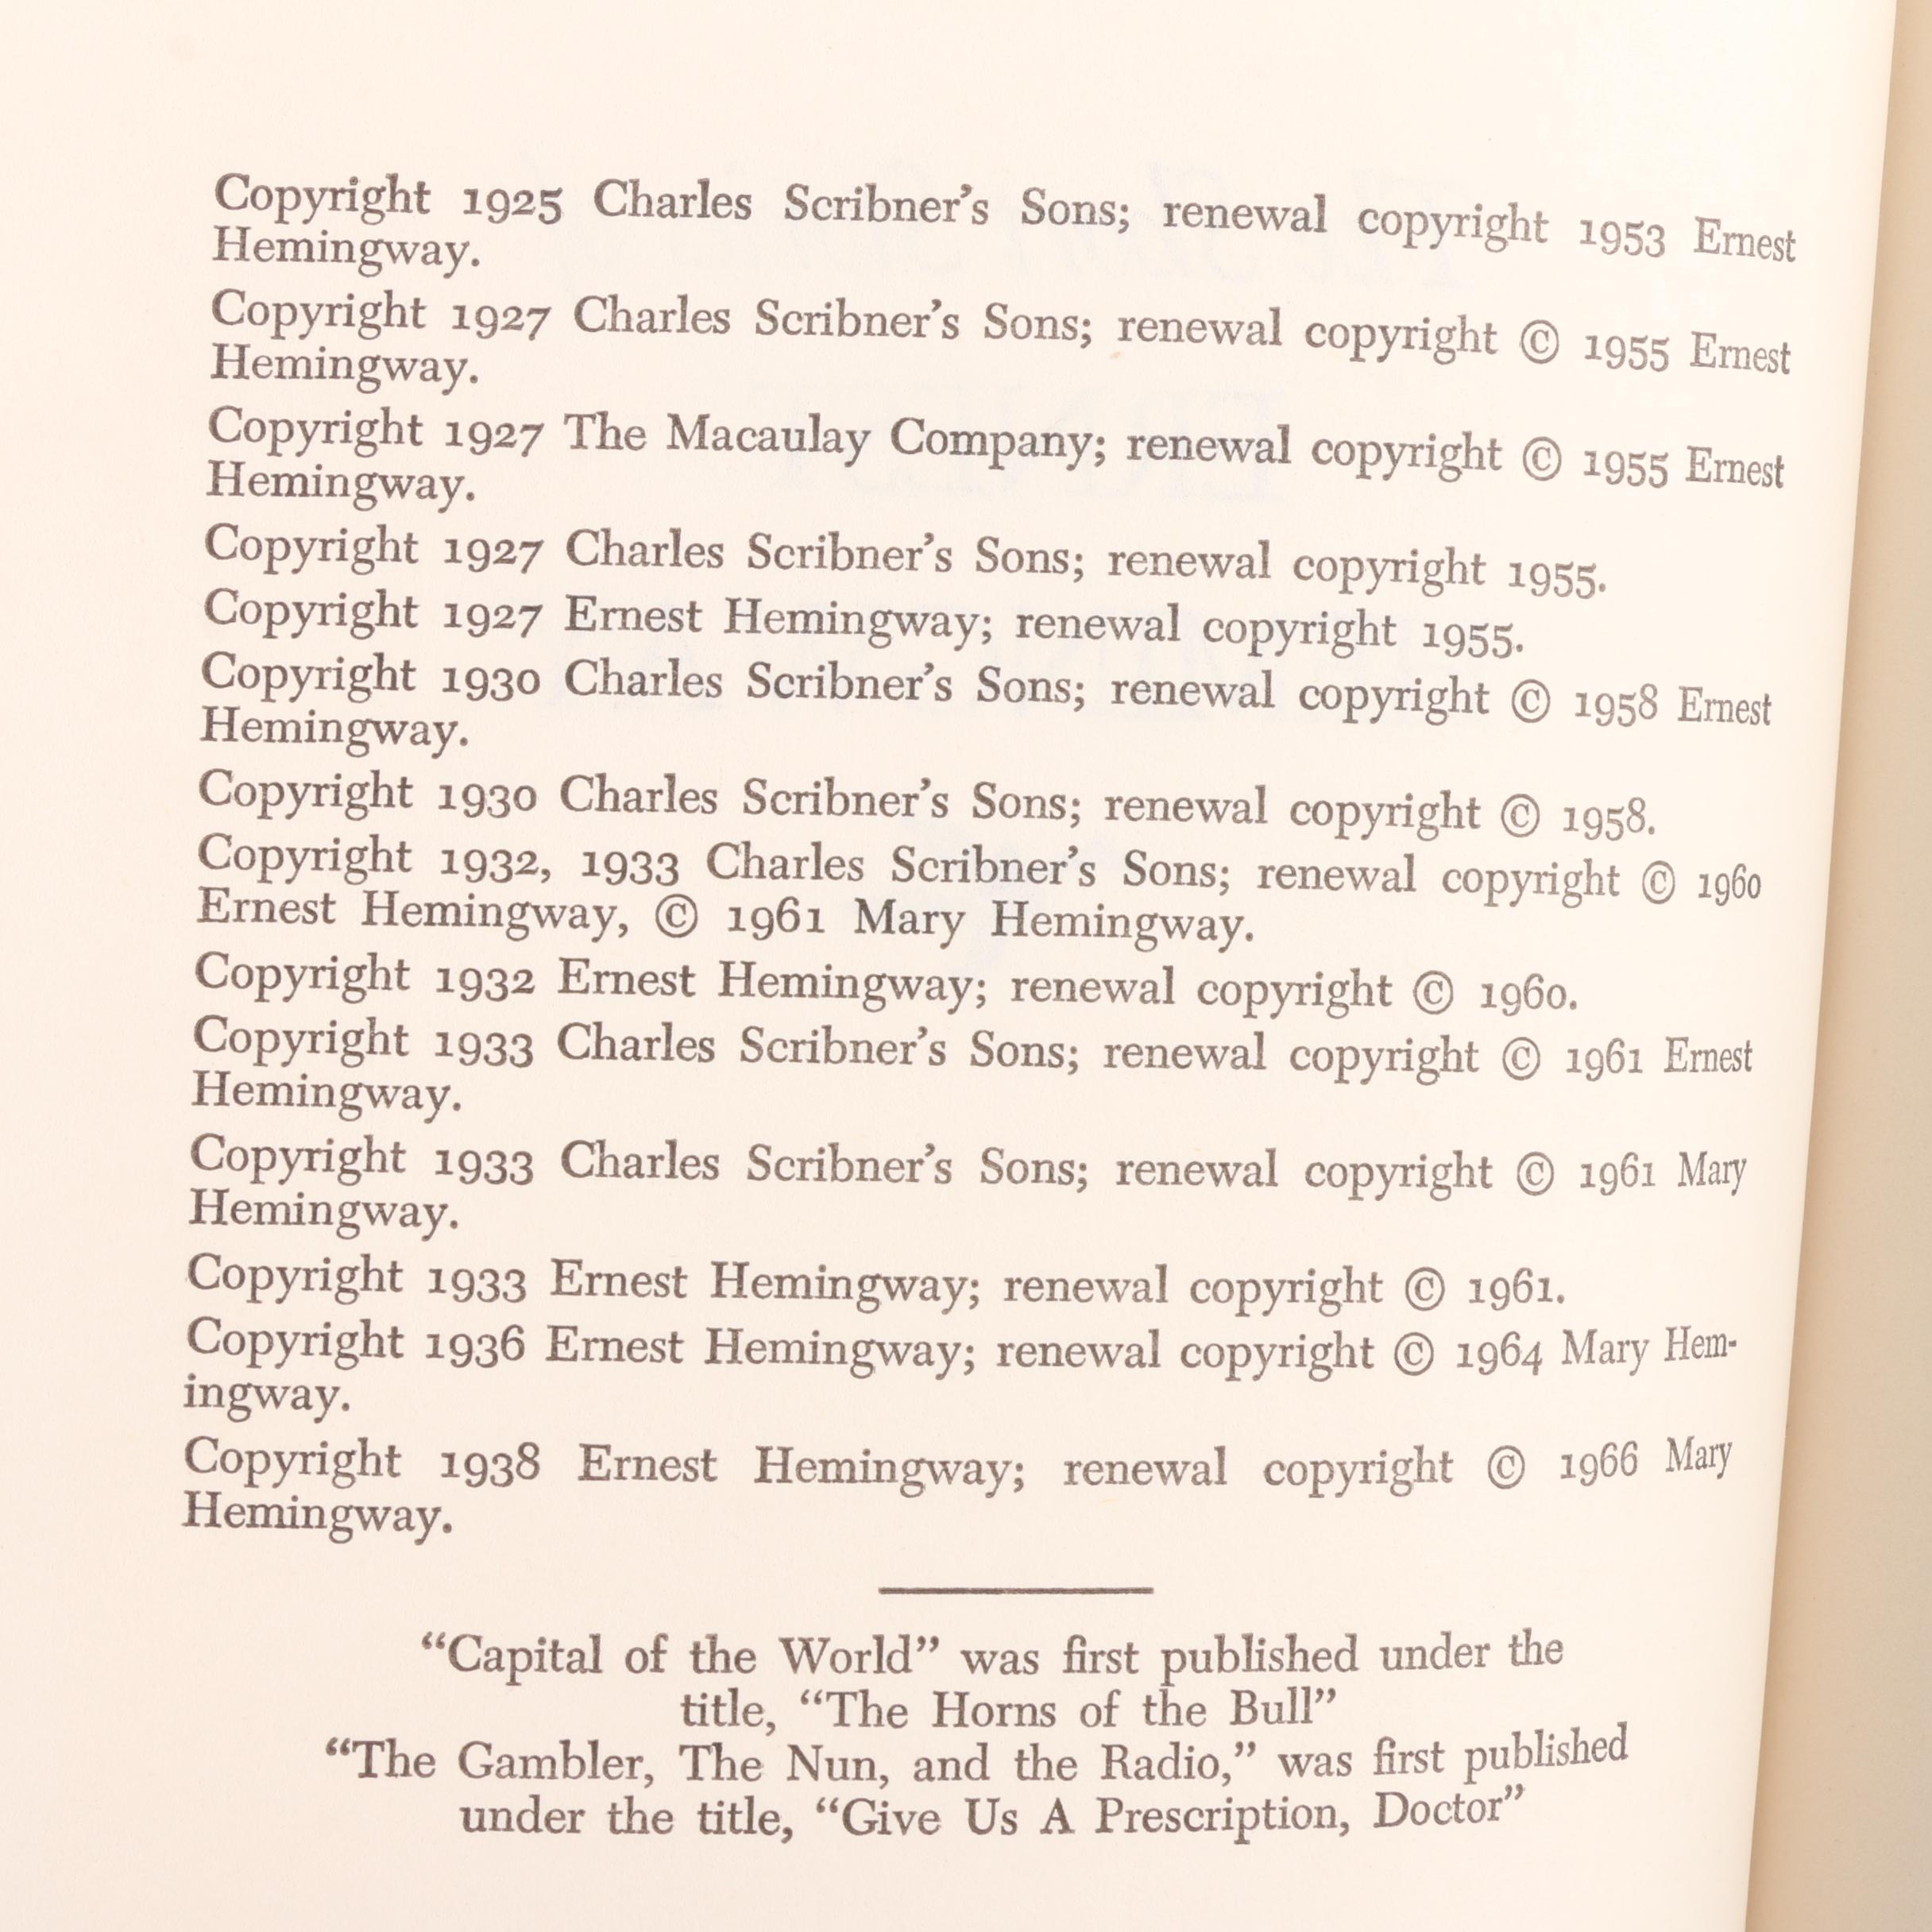 Copyright 1925 Charles Scribner's Sons; renewal copyright 1953 Ernest
Hemingway.
Copyright 1927 Charles Scribner's Sons; renewal copyright © 1955 Ernest
Hemingway.
Copyright 1927 The Macaulay Company; renewal copyright © 1955 Ernest
Hemingway.
Copyright 1927 Charles Scribner's Sons; renewal copyright 1955.
Copyright 1927 Ernest Hemingway; renewal copyright 1955.
Copyright 1930 Charles Scribner's Sons; renewal copyright © 1958 Ernest
Hemingway.
Copyright 1930 Charles Scribner's Sons; renewal copyright © 1958.
Copyright 1932, 1933 Charles Scribner's Sons; renewal copyright © 1960
Ernest Hemingway, © 1961 Mary Hemingway.
Copyright 1932 Ernest Hemingway; renewal copyright © 1960.
Copyright 1933 Charles Scribner's Sons; renewal copyright © 1961 Ernest
Hemingway.
Copyright 1933 Charles Scribner's Sons; renewal copyright © 1961 Mary
Hemingway.
Copyright 1933 Ernest Hemingway; renewal copyright © 1961.
Copyright 1936 Ernest Hemingway; renewal copyright © 1964 Mary Hem-
ingway.
Copyright 1938 Ernest Hemingway; renewal copyright © 1966 Mary
Hemingway.
“Capital of the World” was first published under the
title, “The Horns of the Bull”
“The Gambler, The Nun, and the Radio,” was first published
under the title, “Give Us A Prescription, Doctor”